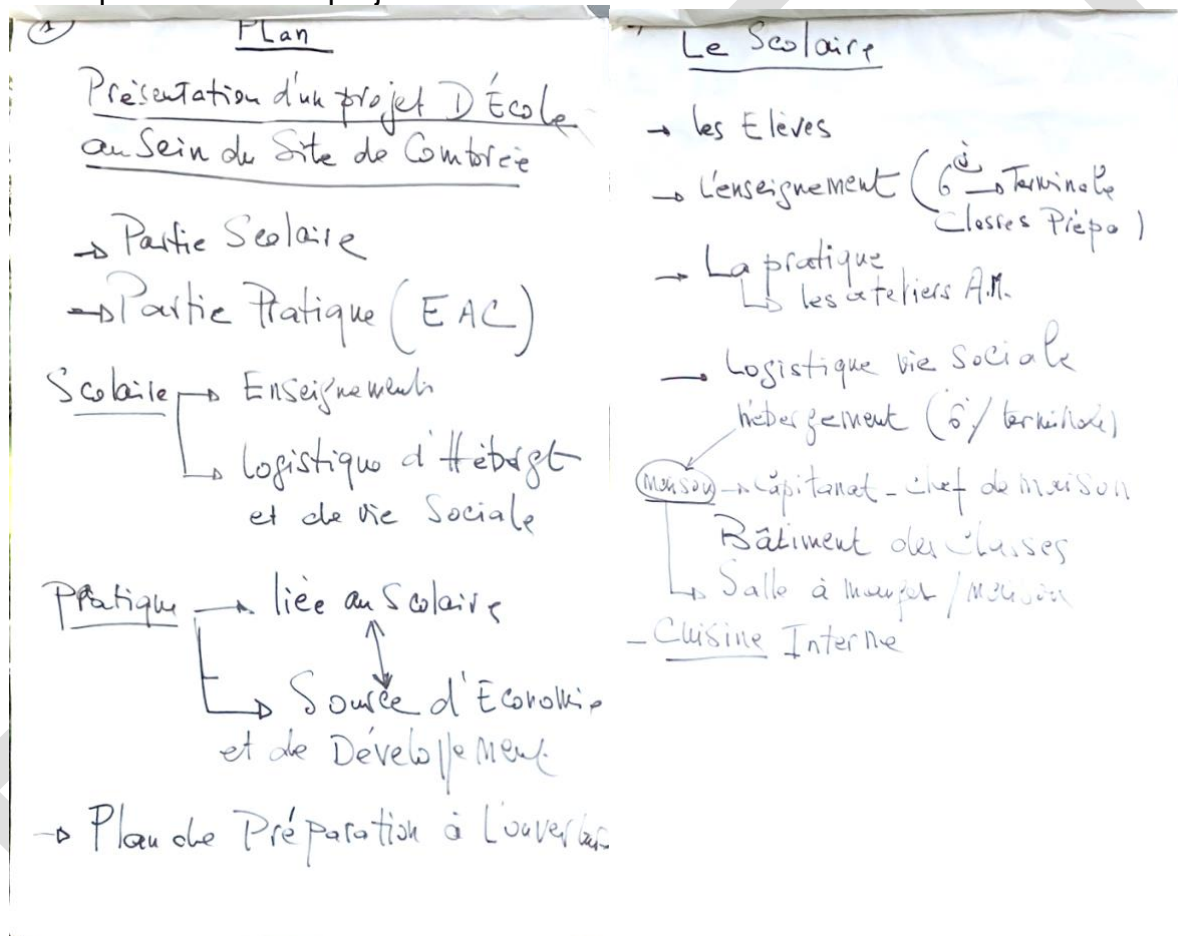 1
Plan
Présentation d'un projet D'École
au Sein du Site de Combrée
→ Partie Scolaire
→ Partie Pratique (EAC)
Scolaire → Enseignements
→ Logistique d'Hébergt
et de vie Sociale
Pratique → liée au Scolaire
→ Source d'Economie
et de Développement
→ Plan de Préparation à L'ouverture
Le Scolaire
→ les Elèves
→ L'enseignement (6è → Terminale
Classes Prépa)
→ La pratique
→ les ateliers A.M.
→ Logistique vie Sociale
hébergement (6è/terminale)
Maison → Capitanat - chef de maison
Bâtiment des Classes
→ Salle à manger / maison
- Cuisine Interne